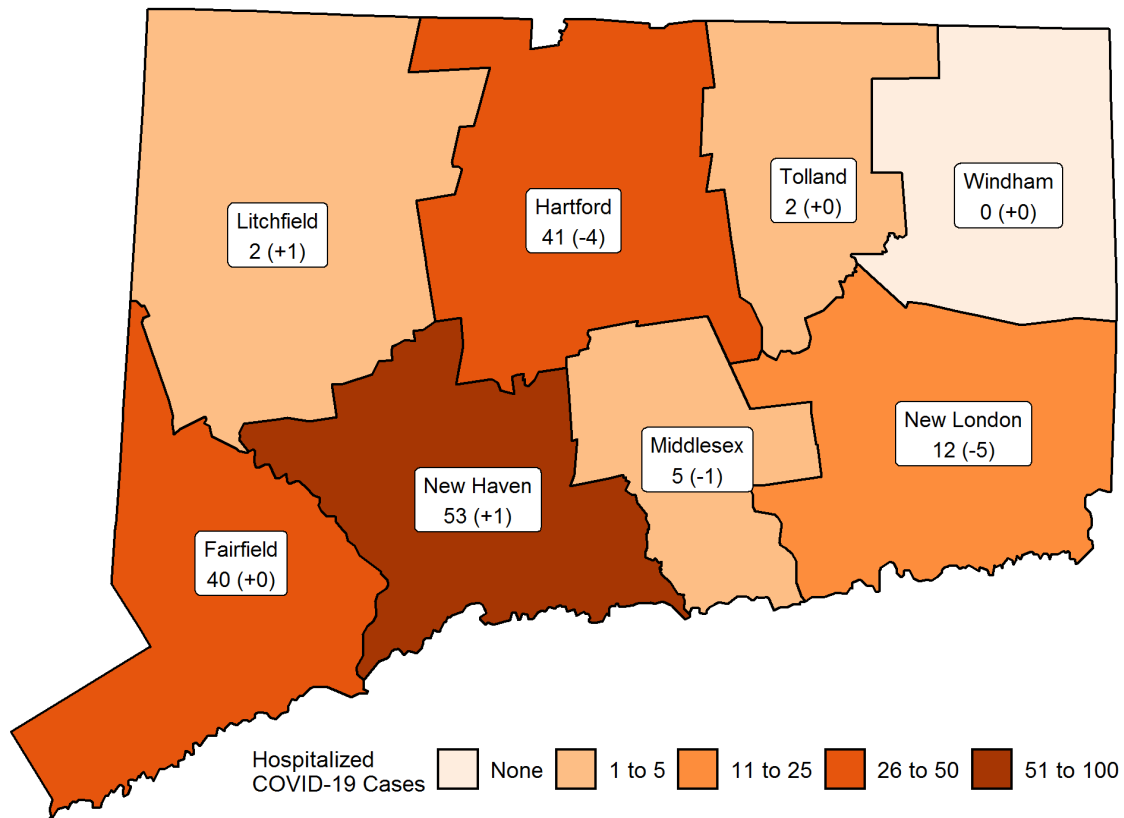 Tolland
2 (+0)
Windham
0 (+0)
Hartford
41 (-4)
Litchfield
2 (+1)
New London
12 (-5)
Middlesex
5 (-1)
New Haven
53 (+1)
Fairfield
40 (+0)
Hospitalized
COVID-19 Cases
None
1 to 5
11 to 25
26 to 50
51 to 100